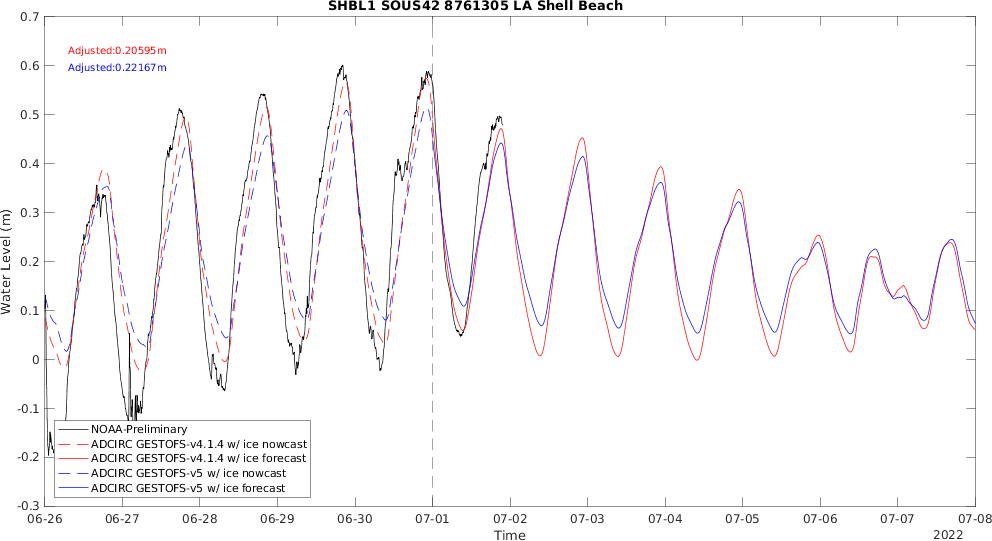 SHBL1 SOUS42 8761305 LA Shell Beach
0.7
0.6
0.5
0.4
0.3
0.2
0.1
0
-0.1
-0.2
-0.3
Water Level (m)
Adjusted:0.20595m
Adjusted:0.22167m
NOAA-Preliminary
ADCIRC GESTOFS-v4.1.4 w/ ice nowcast
ADCIRC GESTOFS-v4.1.4 w/ ice forecast
ADCIRC GESTOFS-v5 w/ ice nowcast
ADCIRC GESTOFS-v5 w/ ice forecast
06-26 06-27 06-28 06-29 06-30 07-01 07-02 07-03 07-04 07-05 07-06 07-07 07-08
Time
2022